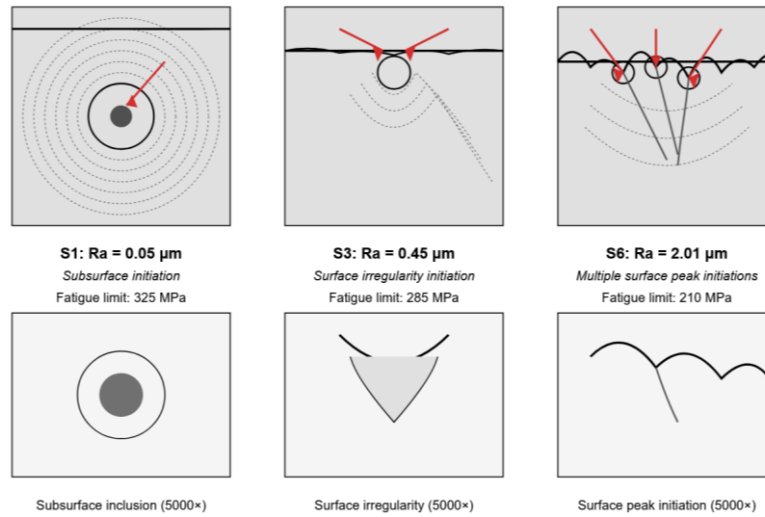 S1: Ra = 0.05 µm
Subsurface initiation
Fatigue limit: 325 MPa
S3: Ra = 0.45 µm
Surface irregularity initiation
Fatigue limit: 285 MPa
S6: Ra = 2.01 µm
Multiple surface peak initiations
Fatigue limit: 210 MPa
Subsurface inclusion (5000×)
Surface irregularity (5000×)
Surface peak initiation (5000×)